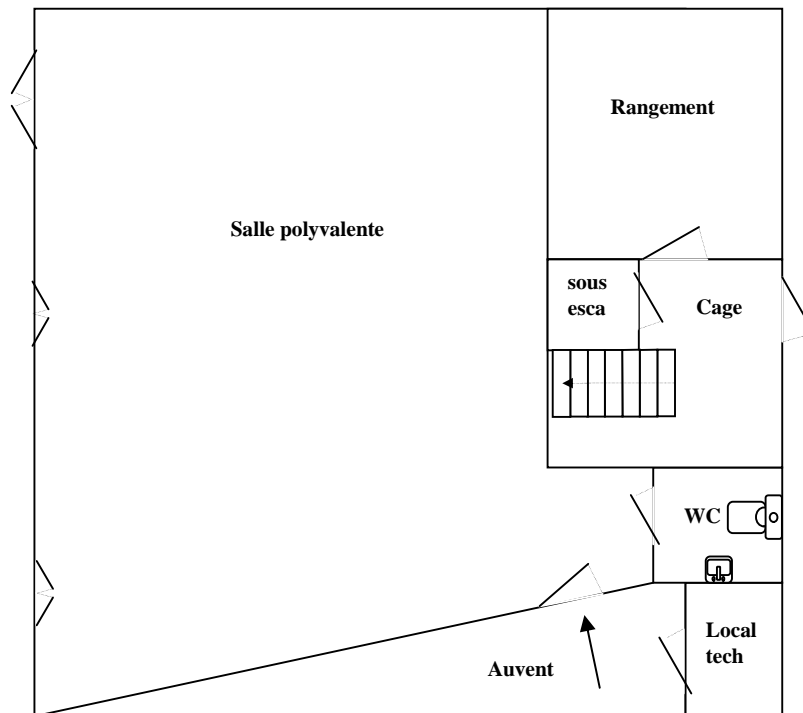 Rangement
Salle polyvalente
sous
esca
Cage
WC
Local
tech
Auvent